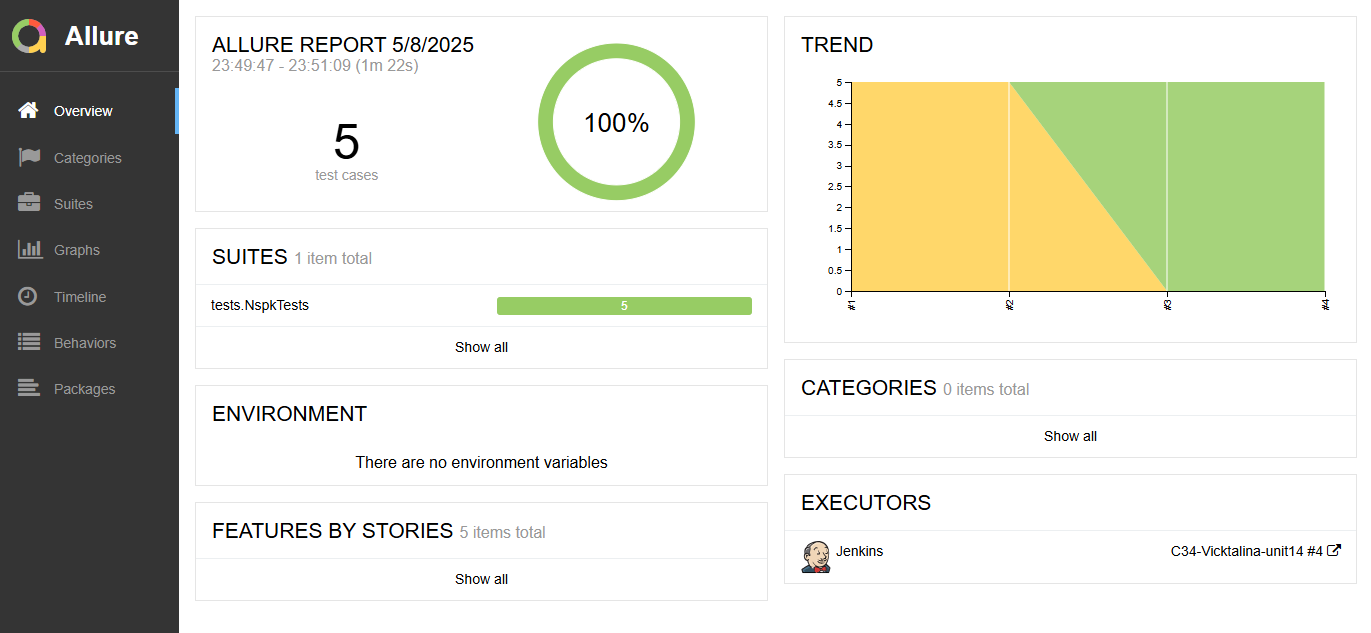 Allure
Overview
Categories
Suites
Graphs
Timeline
Behaviors
Packages
ALLURE REPORT 5/8/2025
23:49:47 - 23:51:09 (1m 22s)
5
test cases
100%
SUITES 1 item total
tests.NspkTests 5
Show all
ENVIRONMENT
There are no environment variables
FEATURES BY STORIES 5 items total
Show all
TREND
5
4.5
4
3.5
3
2.5
2
1.5
1
0.5
0
#1 #2 #3 #4
CATEGORIES 0 items total
Show all
EXECUTORS
Jenkins C34-Vicktalina-unit14 #4